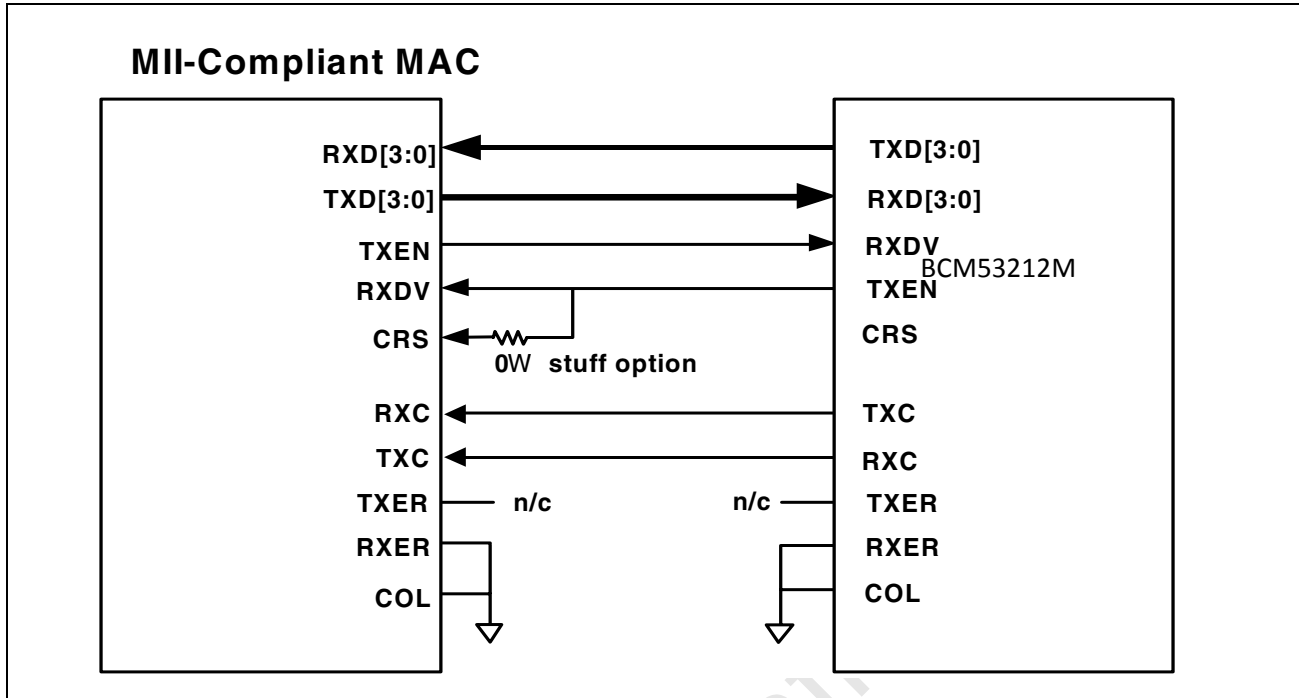 MII-Compliant MAC
RXD[3:0]
TXD[3:0]
TXD[3:0]
RXD[3:0]
TXEN
RXDV
BCM53212M
RXDV
TXEN
CRS
CRS
0W stuff option
RXC
TXC
TXC
RXC
TXER
n/c
n/c
TXER
RXER
RXER
COL
COL